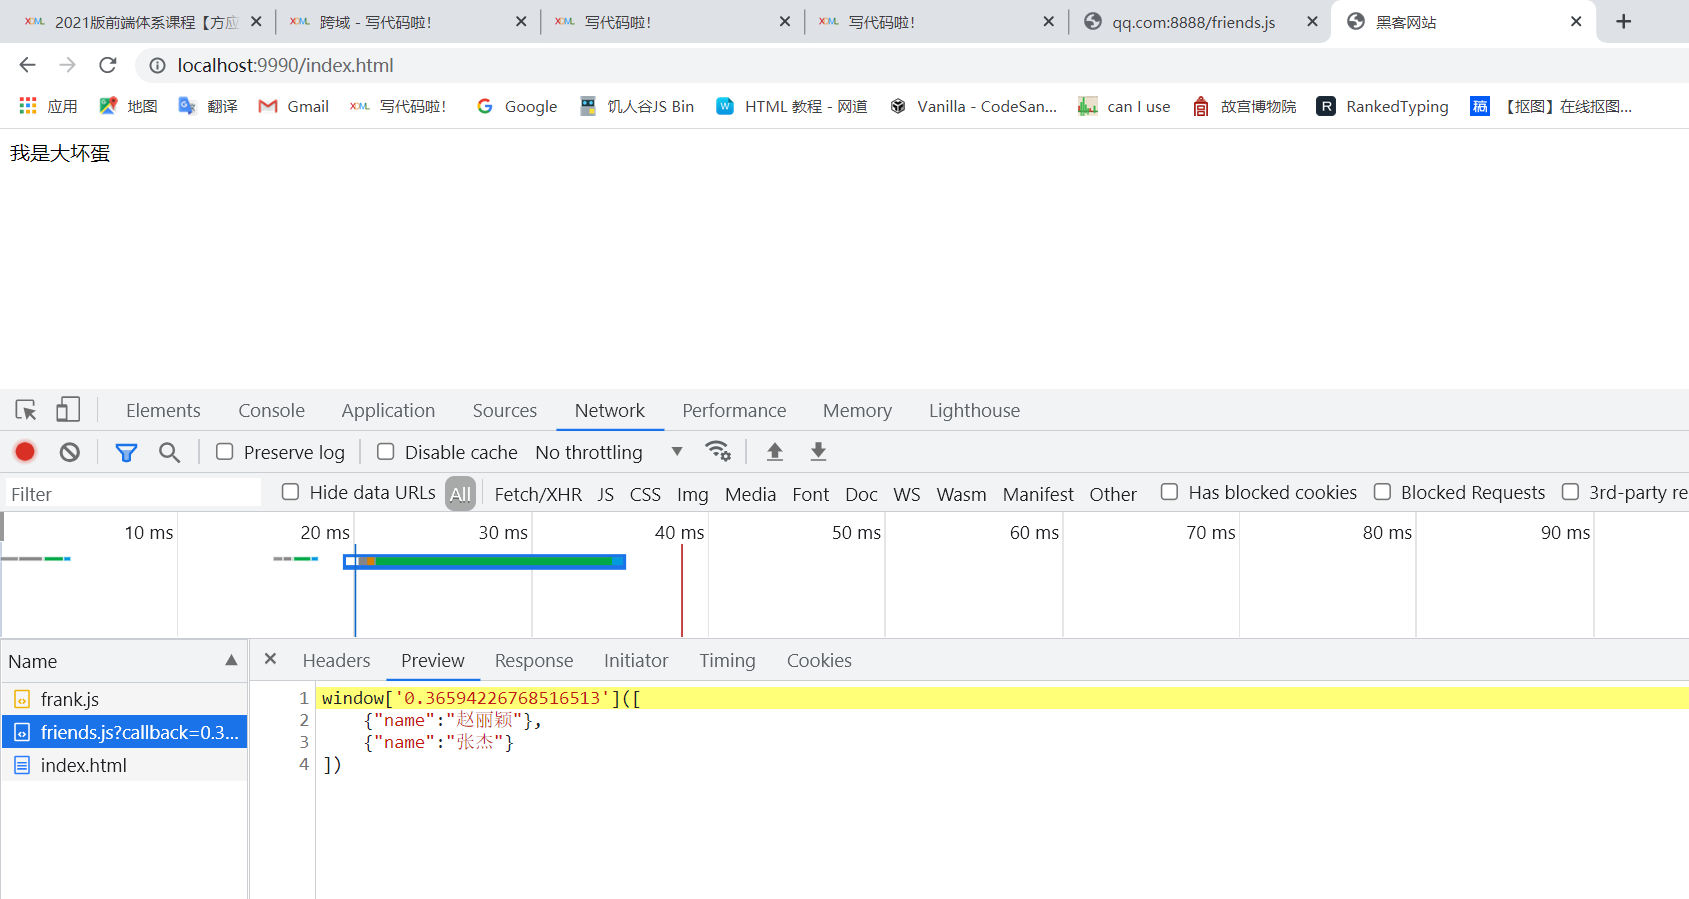 2021版前端体系课程【方应
跨域 - 写代码啦!
写代码啦!
写代码啦!
qq.com:8888/friends.js
黑客网站
localhost:9990/index.html
应用
地图
翻译
Gmail
写代码啦!
Google
饥人谷JS Bin
HTML 教程 - 网道
Vanilla - CodeSan...
can I use
故宫博物院
RankedTyping
【抠图】在线抠图...
我是大坏蛋
Elements Console Application Sources Network Performance Memory Lighthouse
Preserve log Disable cache No throttling
Filter Hide data URLs All Fetch/XHR JS CSS Img Media Font Doc WS Wasm Manifest Other Has blocked cookies Blocked Requests 3rd-party re
10 ms 20 ms 30 ms 40 ms 50 ms 60 ms 70 ms 80 ms 90 ms
Name
frank.js
friends.js?callback=0.3...
index.html
Headers Preview Response Initiator Timing Cookies
1 window['0.36594226768516513']([
2 {"name":"赵丽颖"},
3 {"name":"张杰"}
4 ])